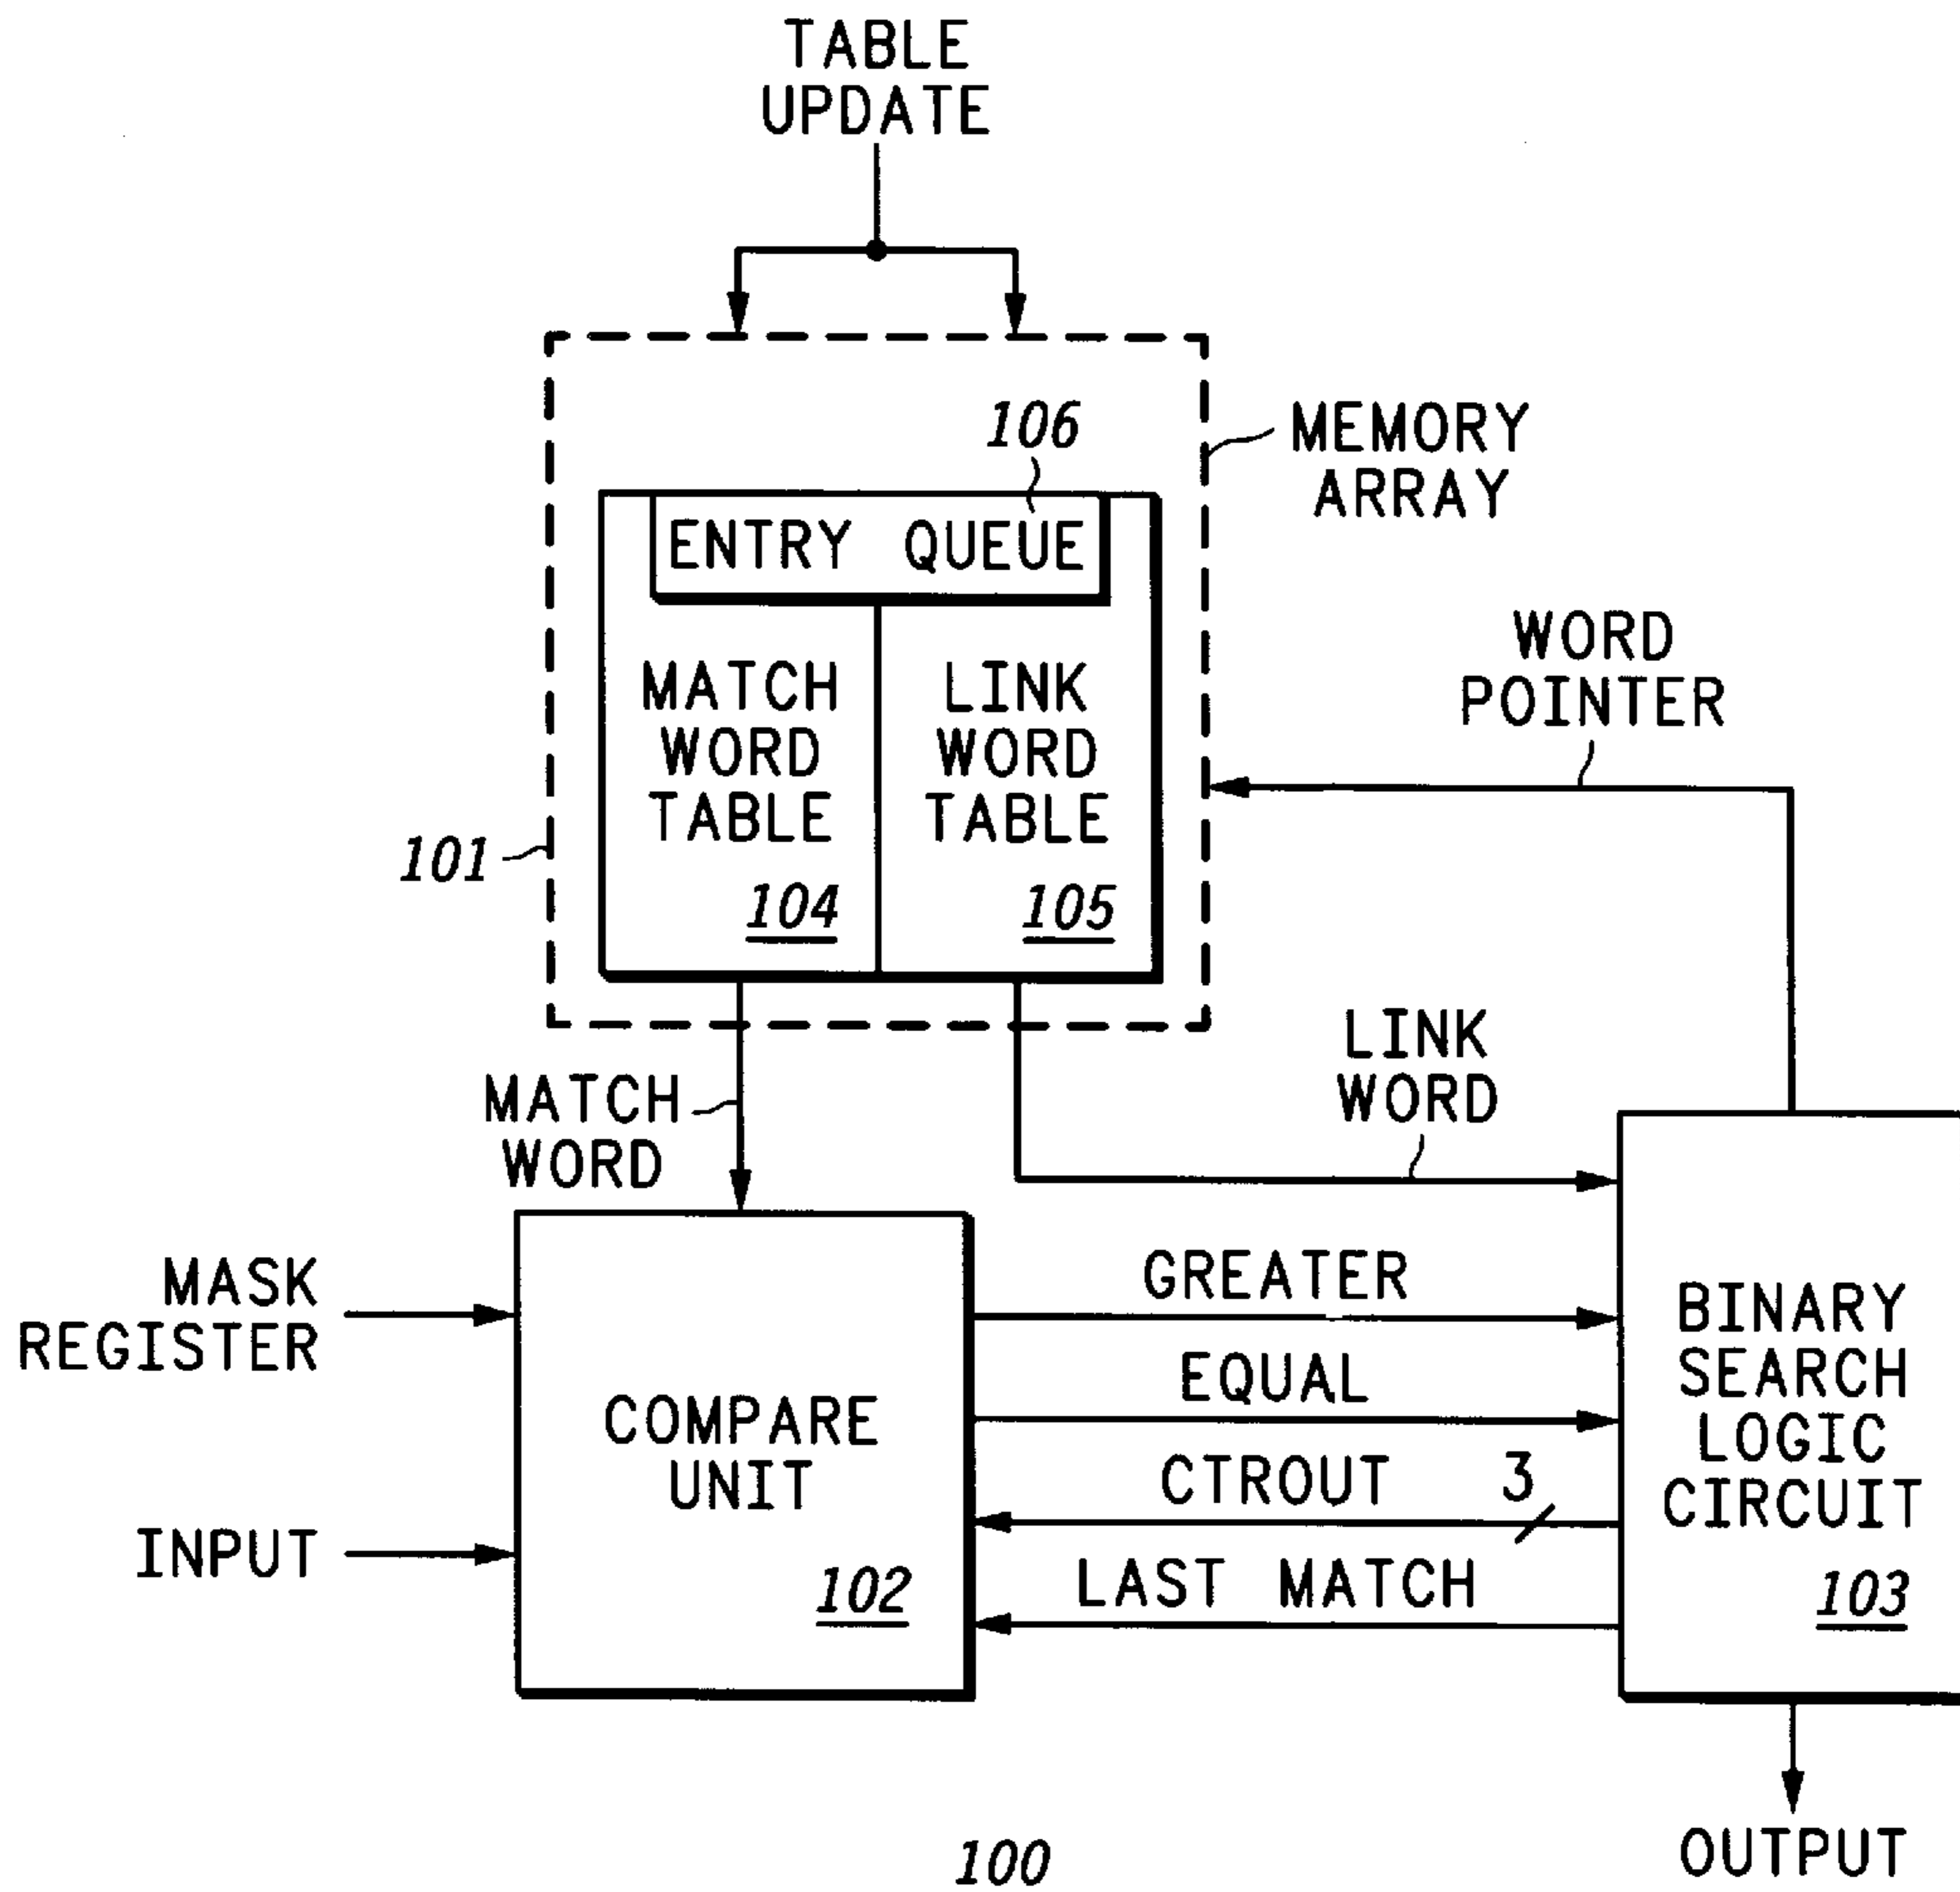 TABLE
UPDATE
106
MEMORY
ARRAY
ENTRY QUEUE
MATCH
WORD
TABLE
104
LINK
WORD
TABLE
105
101
WORD
POINTER
MATCH
WORD
LINK
WORD
MASK
REGISTER
INPUT
COMPARE
UNIT
102
GREATER
EQUAL
CTROUT 3
LAST MATCH
BINARY
SEARCH
LOGIC
CIRCUIT
103
OUTPUT
100